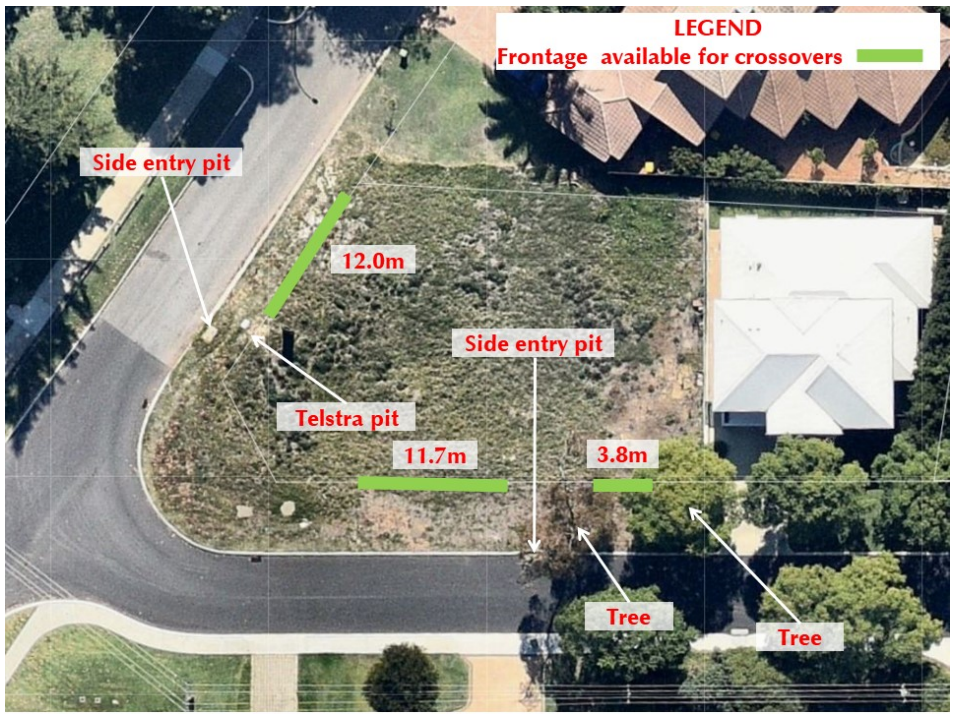 LEGEND
Frontage available for crossovers
Side entry pit
12.0m
Side entry pit
Telstra pit
11.7m
3.8m
Tree
Tree